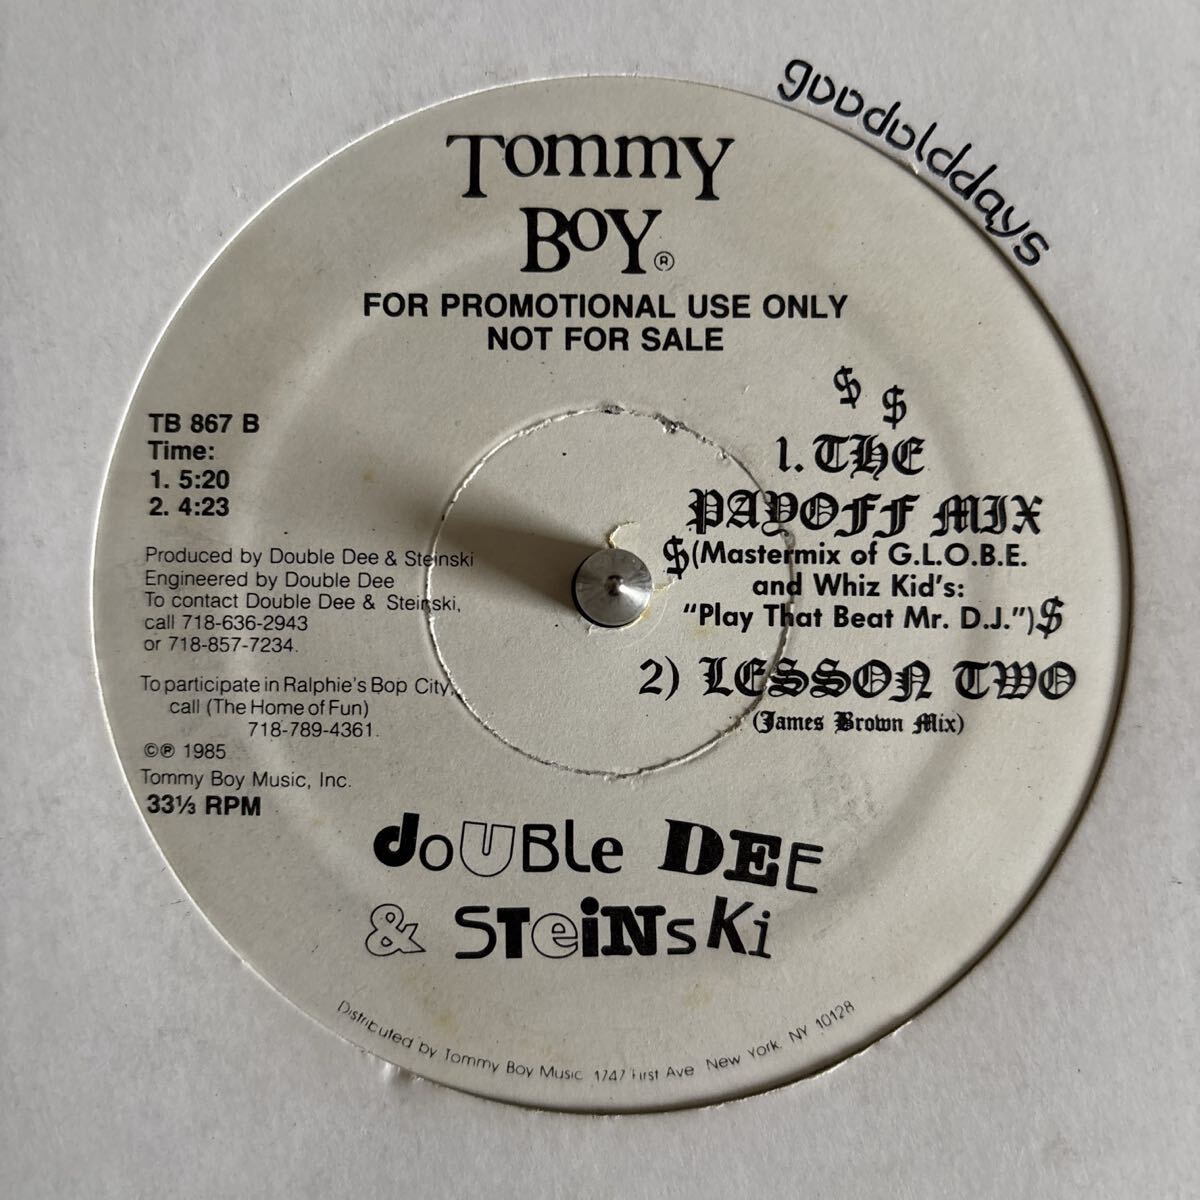 gooddolddays
Tommy
Boy®
FOR PROMOTIONAL USE ONLY
NOT FOR SALE
TB 867 B
Time:
1. 5:20
2. 4:23
Produced by Double Dee & Steinski
Engineered by Double Dee
To contact Double Dee & Steinski,
call 718-636-2943
or 718-857-7234.
To participate in Ralphie's Bop City,
call (The Home of Fun)
718-789-4361.
©℗ 1985
Tommy Boy Music, Inc.
33⅓ RPM
$ $
1. THE
PAYOFF MIX
$(Mastermix of G.L.O.B.E.
and Whiz Kid's:
"Play That Beat Mr. D.J.")$
2) LESSON TWO
(James Brown Mix)
doUBLe DEE
& STeiNsKi
Distributed by Tommy Boy Music 1747 First Ave New York, NY 10128